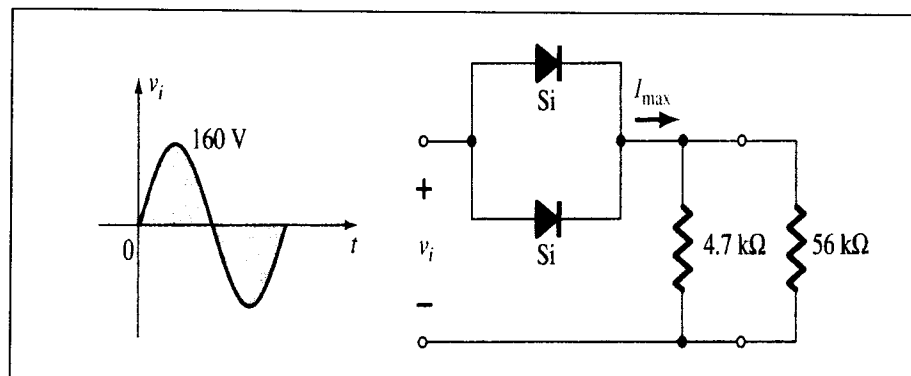 v_i
160 V
0
t
Si
I_max
+
Si
v_i
4.7 kΩ
56 kΩ
−